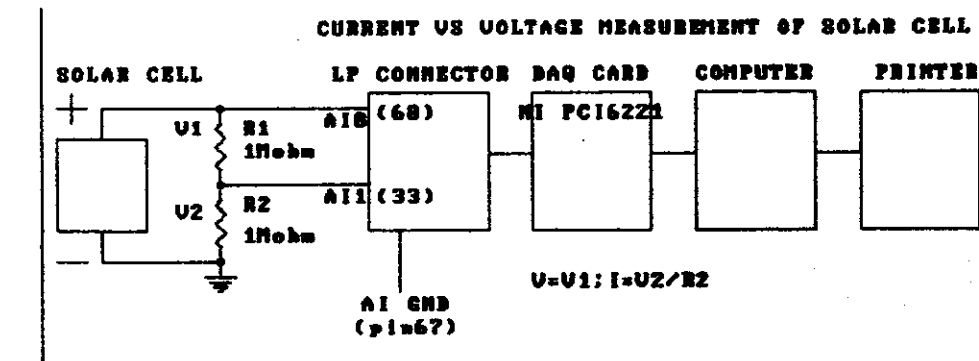 CURRENT VS VOLTAGE MEASUREMENT OF SOLAR CELL
SOLAR CELL
LP CONNECTOR
DAQ CARD
COMPUTER
PRINTER
+
AI0
(68)
NI PCI6221
V1
R1
1Mohm
AI1
(33)
V2
R2
1Mohm
—
V=V1; I=V2/R2
AI GND
(pin67)